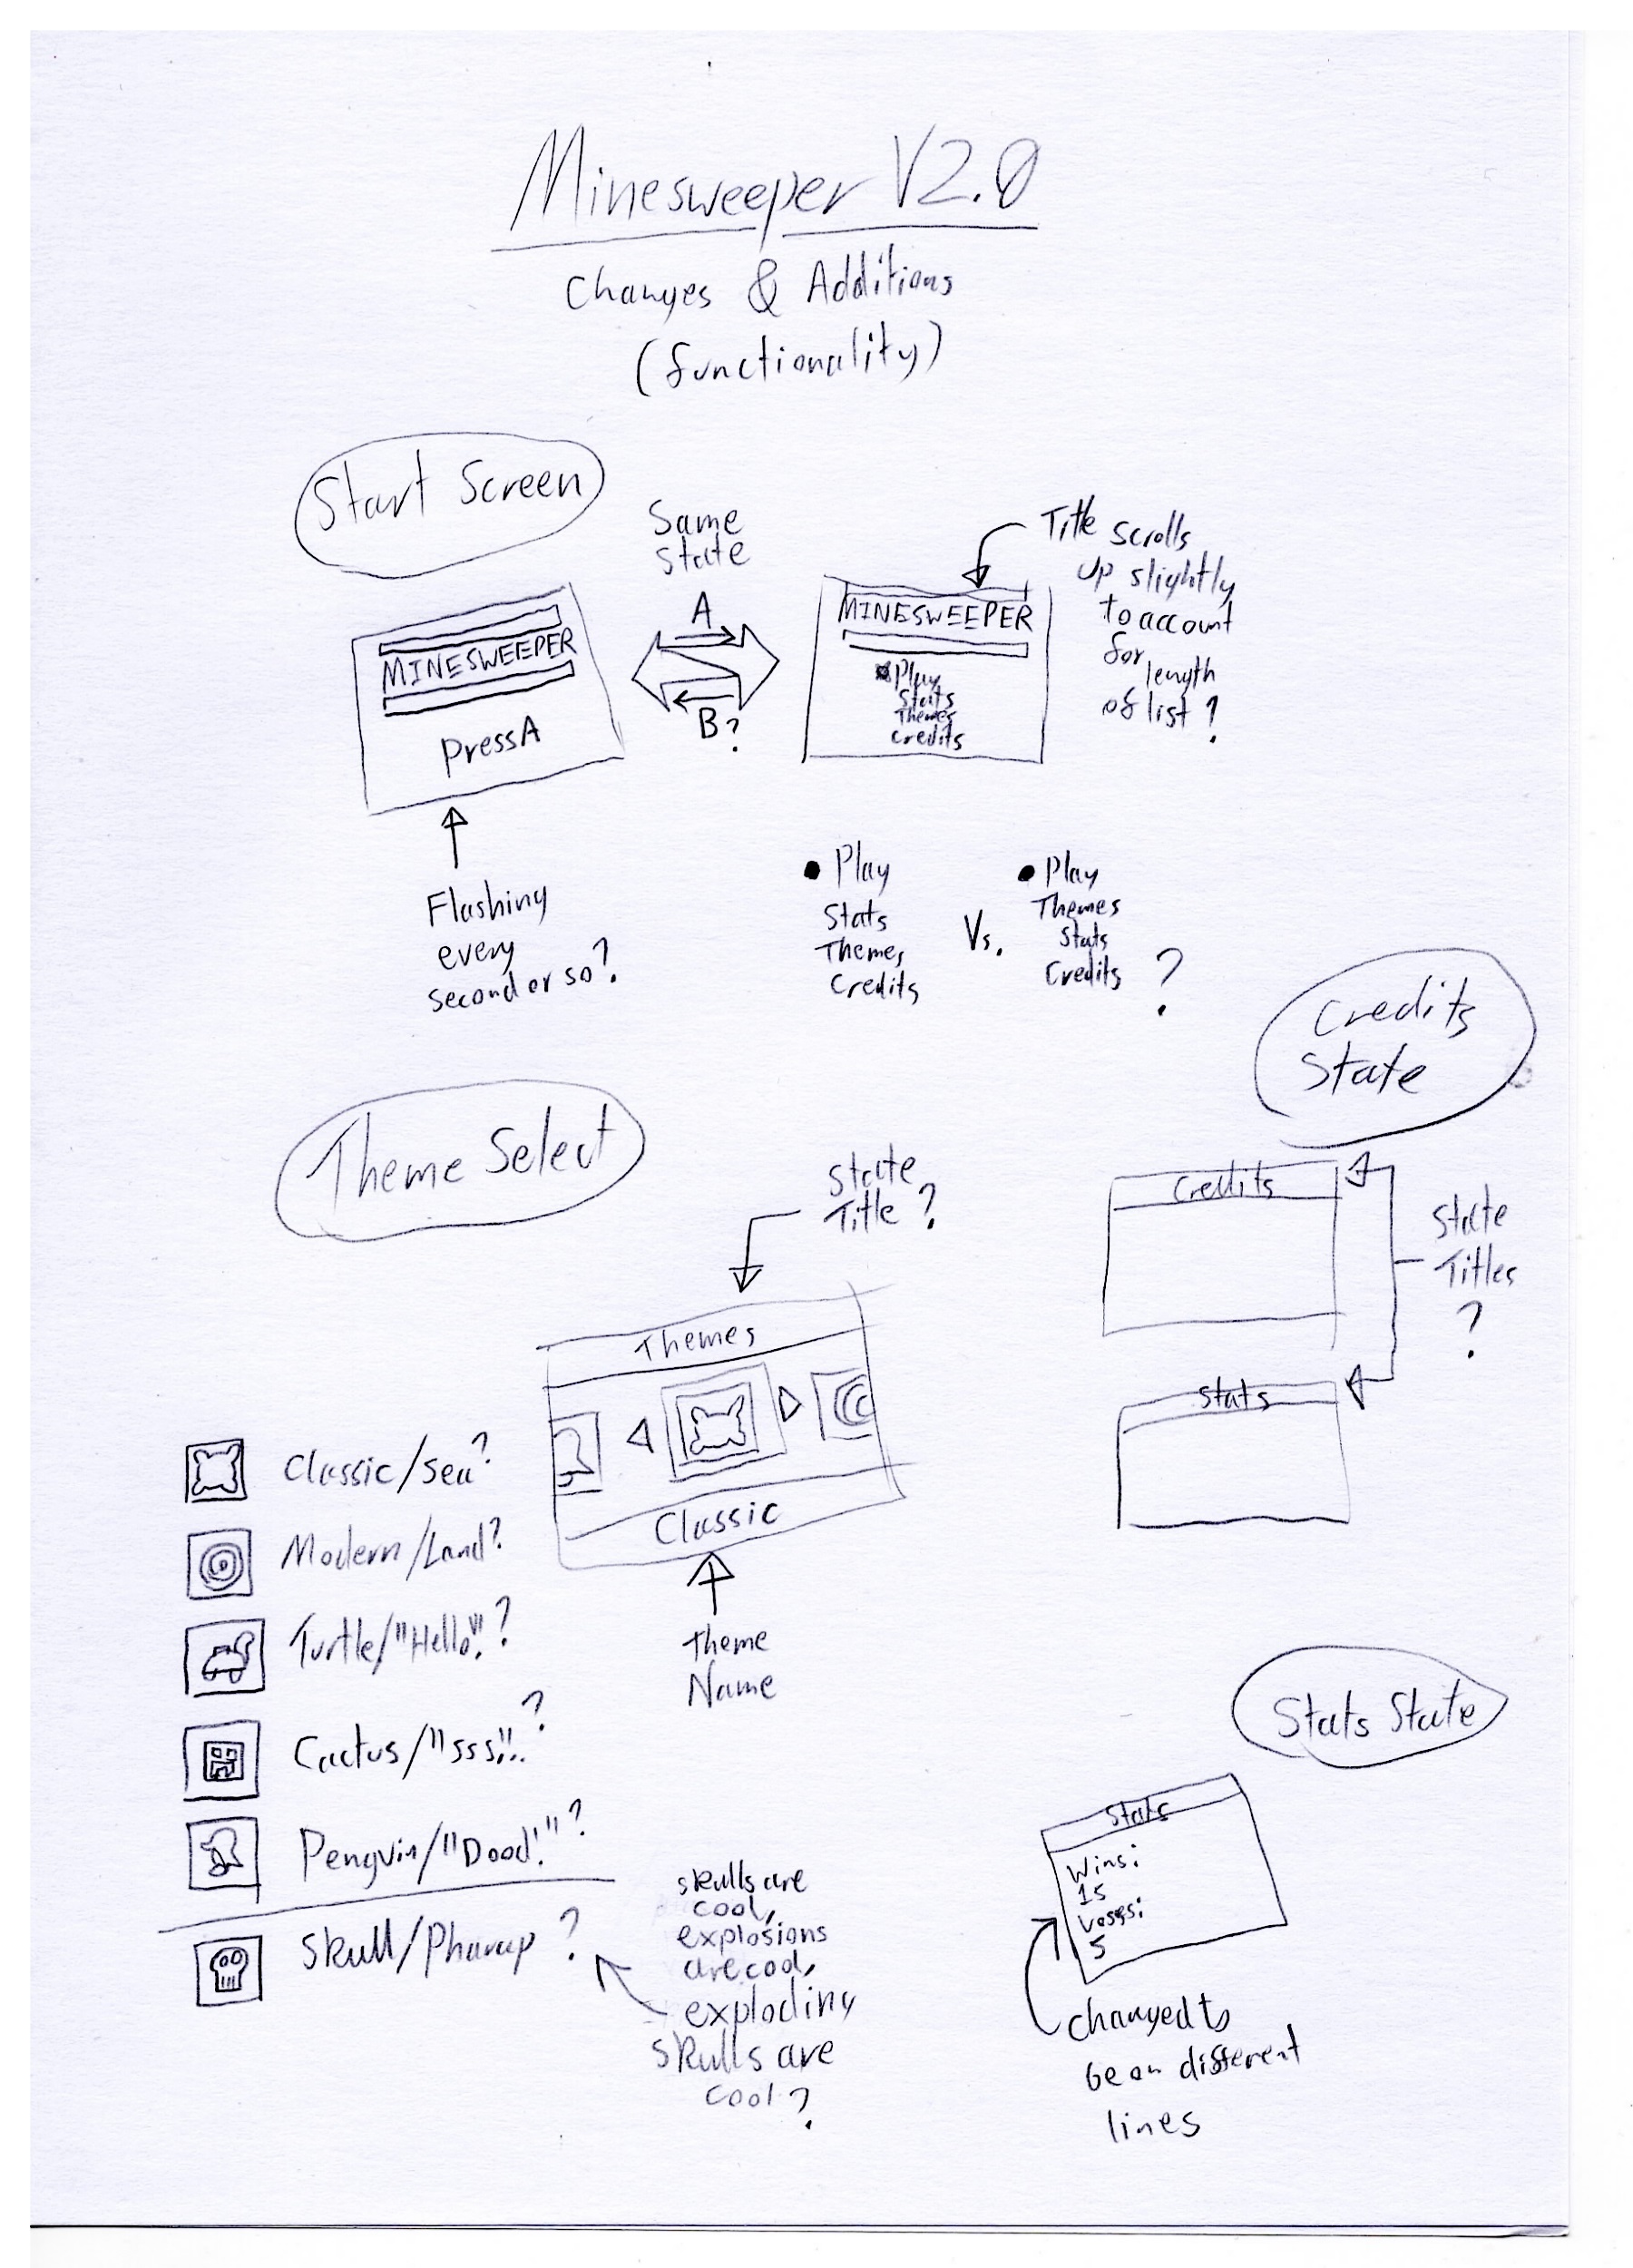 Minesweeper V2.0
Changes & Additions
(functionality)
Start Screen
Same
state
A
B?
MINESWEEPER
press A
Flashing
every
second or so?
MINESWEEPER
Play
Stats
Themes
Credits
Title scrolls
up slightly
to account
for
length
of list?
• Play
Stats
Themes
Credits
Vs.
• Play
Themes
Stats
Credits
?
Credits
State
Credits
Stats
State
Titles
?
Theme Select
State
Title?
Themes
Classic
Theme
Name
Classic/Sea?
Modern/Land?
Turtle/"Hello."?
Cactus/"sss..."?
Penguin/"Dood!"?
Skull/Pharap?
skulls are
cool,
explosions
are cool,
exploding
skulls are
cool?
Stats State
Stats
Wins:
15
5
changed to
be on different
lines